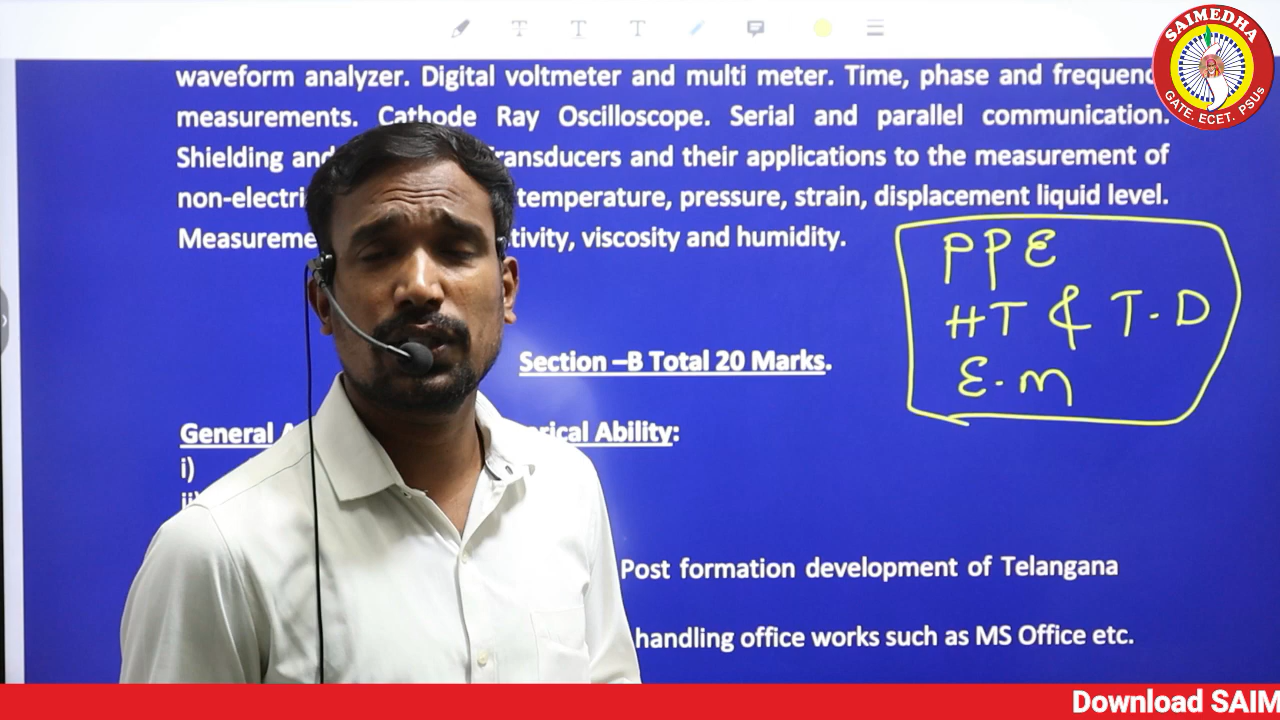 waveform analyzer. Digital voltmeter and multi meter. Time, phase and frequenc
measurements. Cathode Ray Oscilloscope. Serial and parallel communication.
Shielding and ransducers and their applications to the measurement of
non-electri temperature, pressure, strain, displacement liquid level.
Measureme tivity, viscosity and humidity.
PPE
HT & T.D
E.M
Section –B Total 20 Marks.
General A erical Ability:
i)
ii)
Post formation development of Telangana
handling office works such as MS Office etc.
SAIMEDHA
GATE. ECET. PSUs
Download SAIM